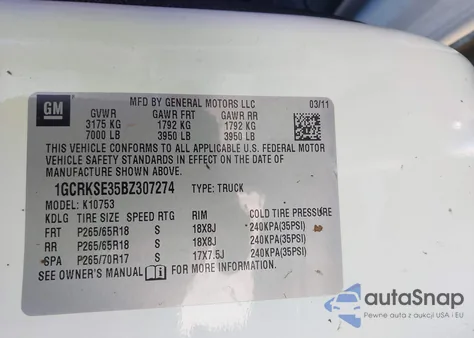 GM
MFD BY GENERAL MOTORS LLC 03/11
GVWR GAWR FRT GAWR RR
3175 KG 1792 KG 1792 KG
7000 LB 3950 LB 3950 LB
THIS VEHICLE CONFORMS TO ALL APPLICABLE U.S. FEDERAL MOTOR
VEHICLE SAFETY STANDARDS IN EFFECT ON THE DATE OF
MANUFACTURE SHOWN ABOVE.
1GCRKSE35BZ307274 TYPE: TRUCK
MODEL: K10753
KDLG TIRE SIZE SPEED RTG RIM COLD TIRE PRESSURE
FRT P265/65R18 S 18X8J 240KPA(35PSI)
RR P265/65R18 S 18X8J 240KPA(35PSI)
SPA P265/70R17 S 17X7.5J 240KPA(35PSI)
SEE OWNER'S MANUAL FOR MORE INFORMATION
autoSnap
Pewne auta z aukcji USA i EU